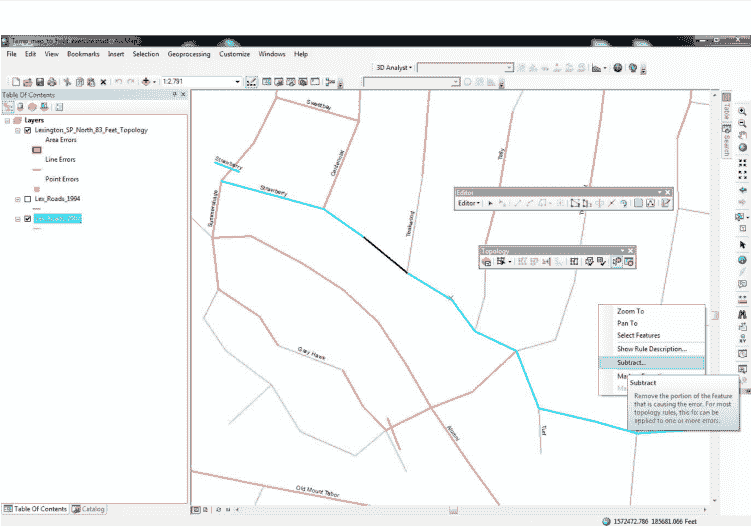 File Edit View Bookmarks Insert Selection Geoprocessing Customize Windows Help
3D Analyst
1:2,791
Table Of Contents
Table
Search
Layers
Lexington_SP_North_83_Feet_Topology
Area Errors
Line Errors
Point Errors
Lex_Roads_1994
Strawberry
Strawberry
Editor
Editor
Topology
Zoom To
Pan To
Select Features
Show Rule Description...
Subtract...
Subtract
Remove the portion of the feature
that is causing the error. For most
topology rules, this fix can be
applied to one or more errors.
Turf
Old Mount Tabor
Table Of Contents Catalog
1572472.786 185681.066 Feet